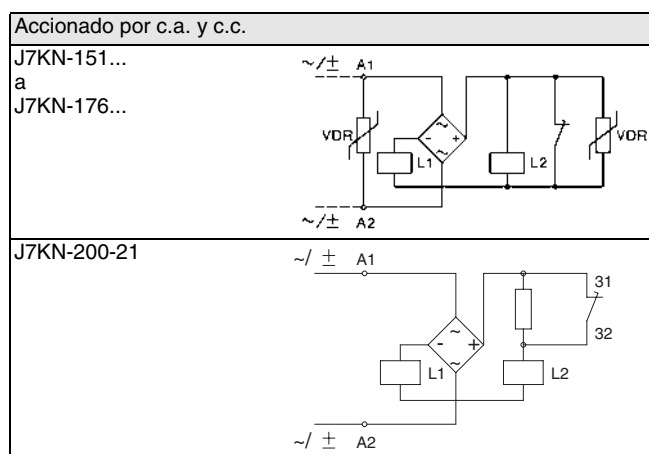 Accionado por c.a. y c.c.
J7KN-151...
a
J7KN-176...
~/± A1
VDR
- ~ + ~
L1
L2
VDR
~/± A2
J7KN-200-21
~/ ± A1
31
32
- ~ + ~
L1
L2
~/ ± A2